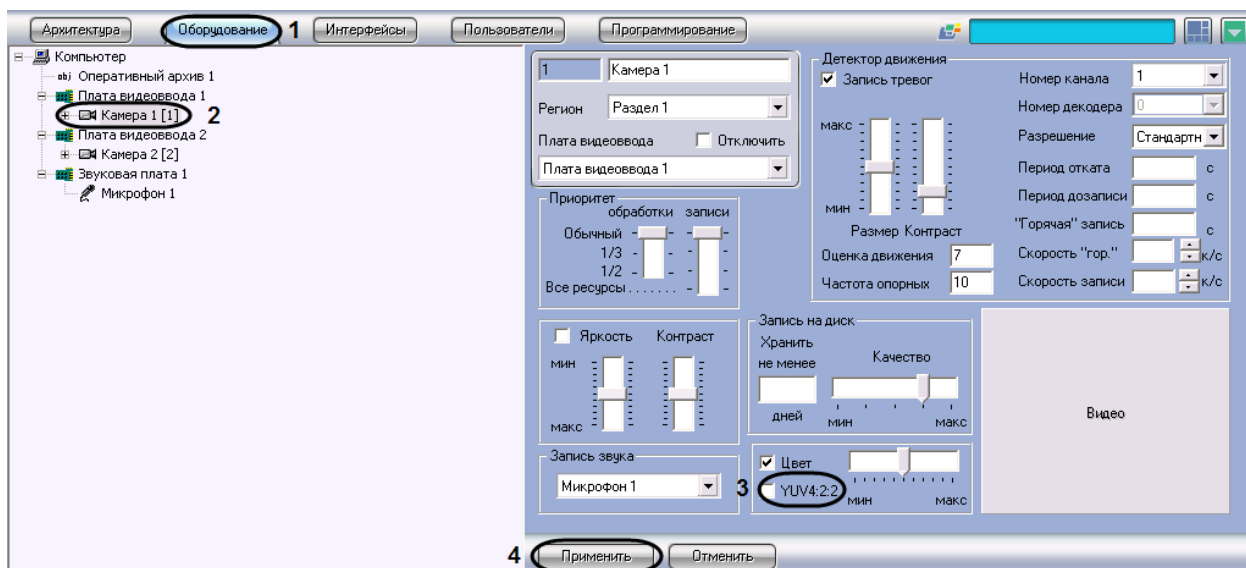 Архитектура Оборудование 1 Интерфейсы Пользователи Программирование
Компьютер
abj Оперативный архив 1
Плата видеоввода 1
Камера 1 [1] 2
Плата видеоввода 2
Камера 2 [2]
Звуковая плата 1
Микрофон 1
1 Камера 1
Регион Раздел 1
Плата видеоввода Отключить
Плата видеоввода 1
Приоритет
обработки записи
Обычный
1/3
1/2
Все ресурсы.......
Яркость Контраст
мин
макс
Запись звука
Микрофон 1
Детектор движения
Запись тревог
макс
мин
Размер Контраст
Оценка движения 7
Частота опорных 10
Номер канала 1
Номер декодера 0
Разрешение Стандартн
Период отката с
Период дозаписи с
"Горячая" запись с
Скорость "гор." к/с
Скорость записи к/с
Запись на диск
Хранить
не менее
дней
Качество
мин макс
Цвет
3 YUV4:2:2
мин макс
Видео
4 Применить Отменить